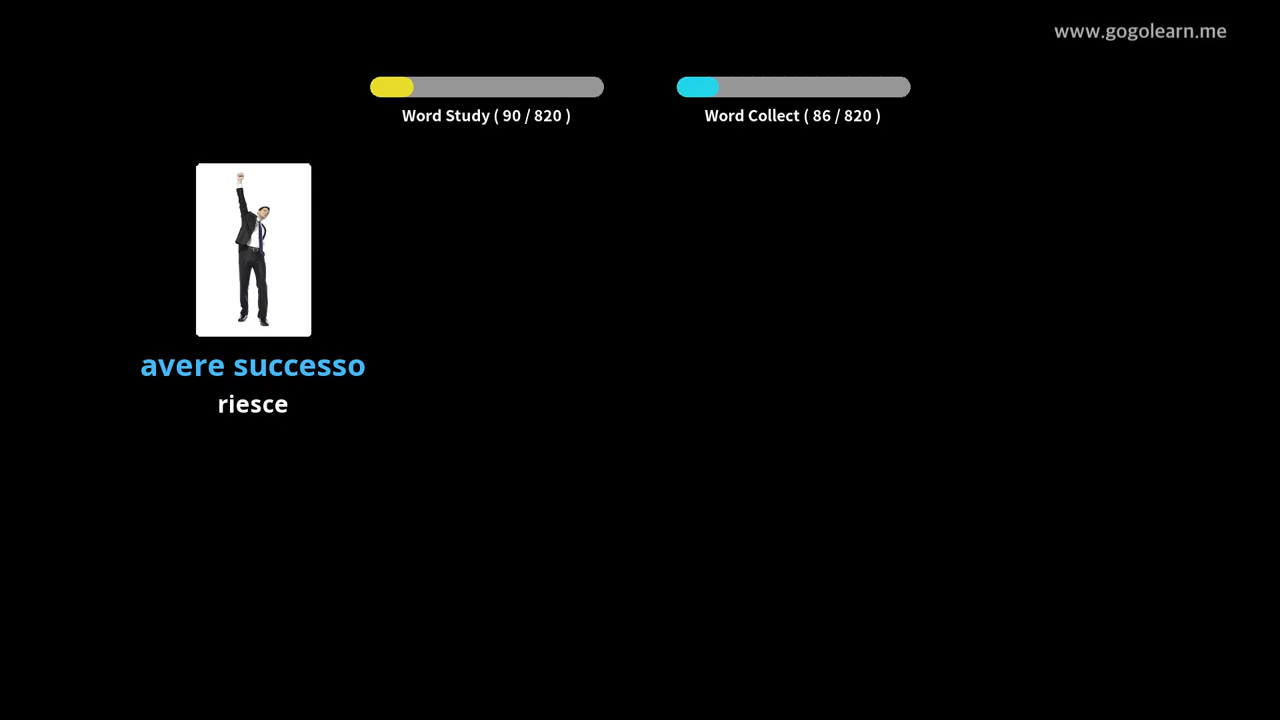 www.gogolearn.me
Word Study ( 90 / 820 )
Word Collect ( 86 / 820 )
avere successo
riesce